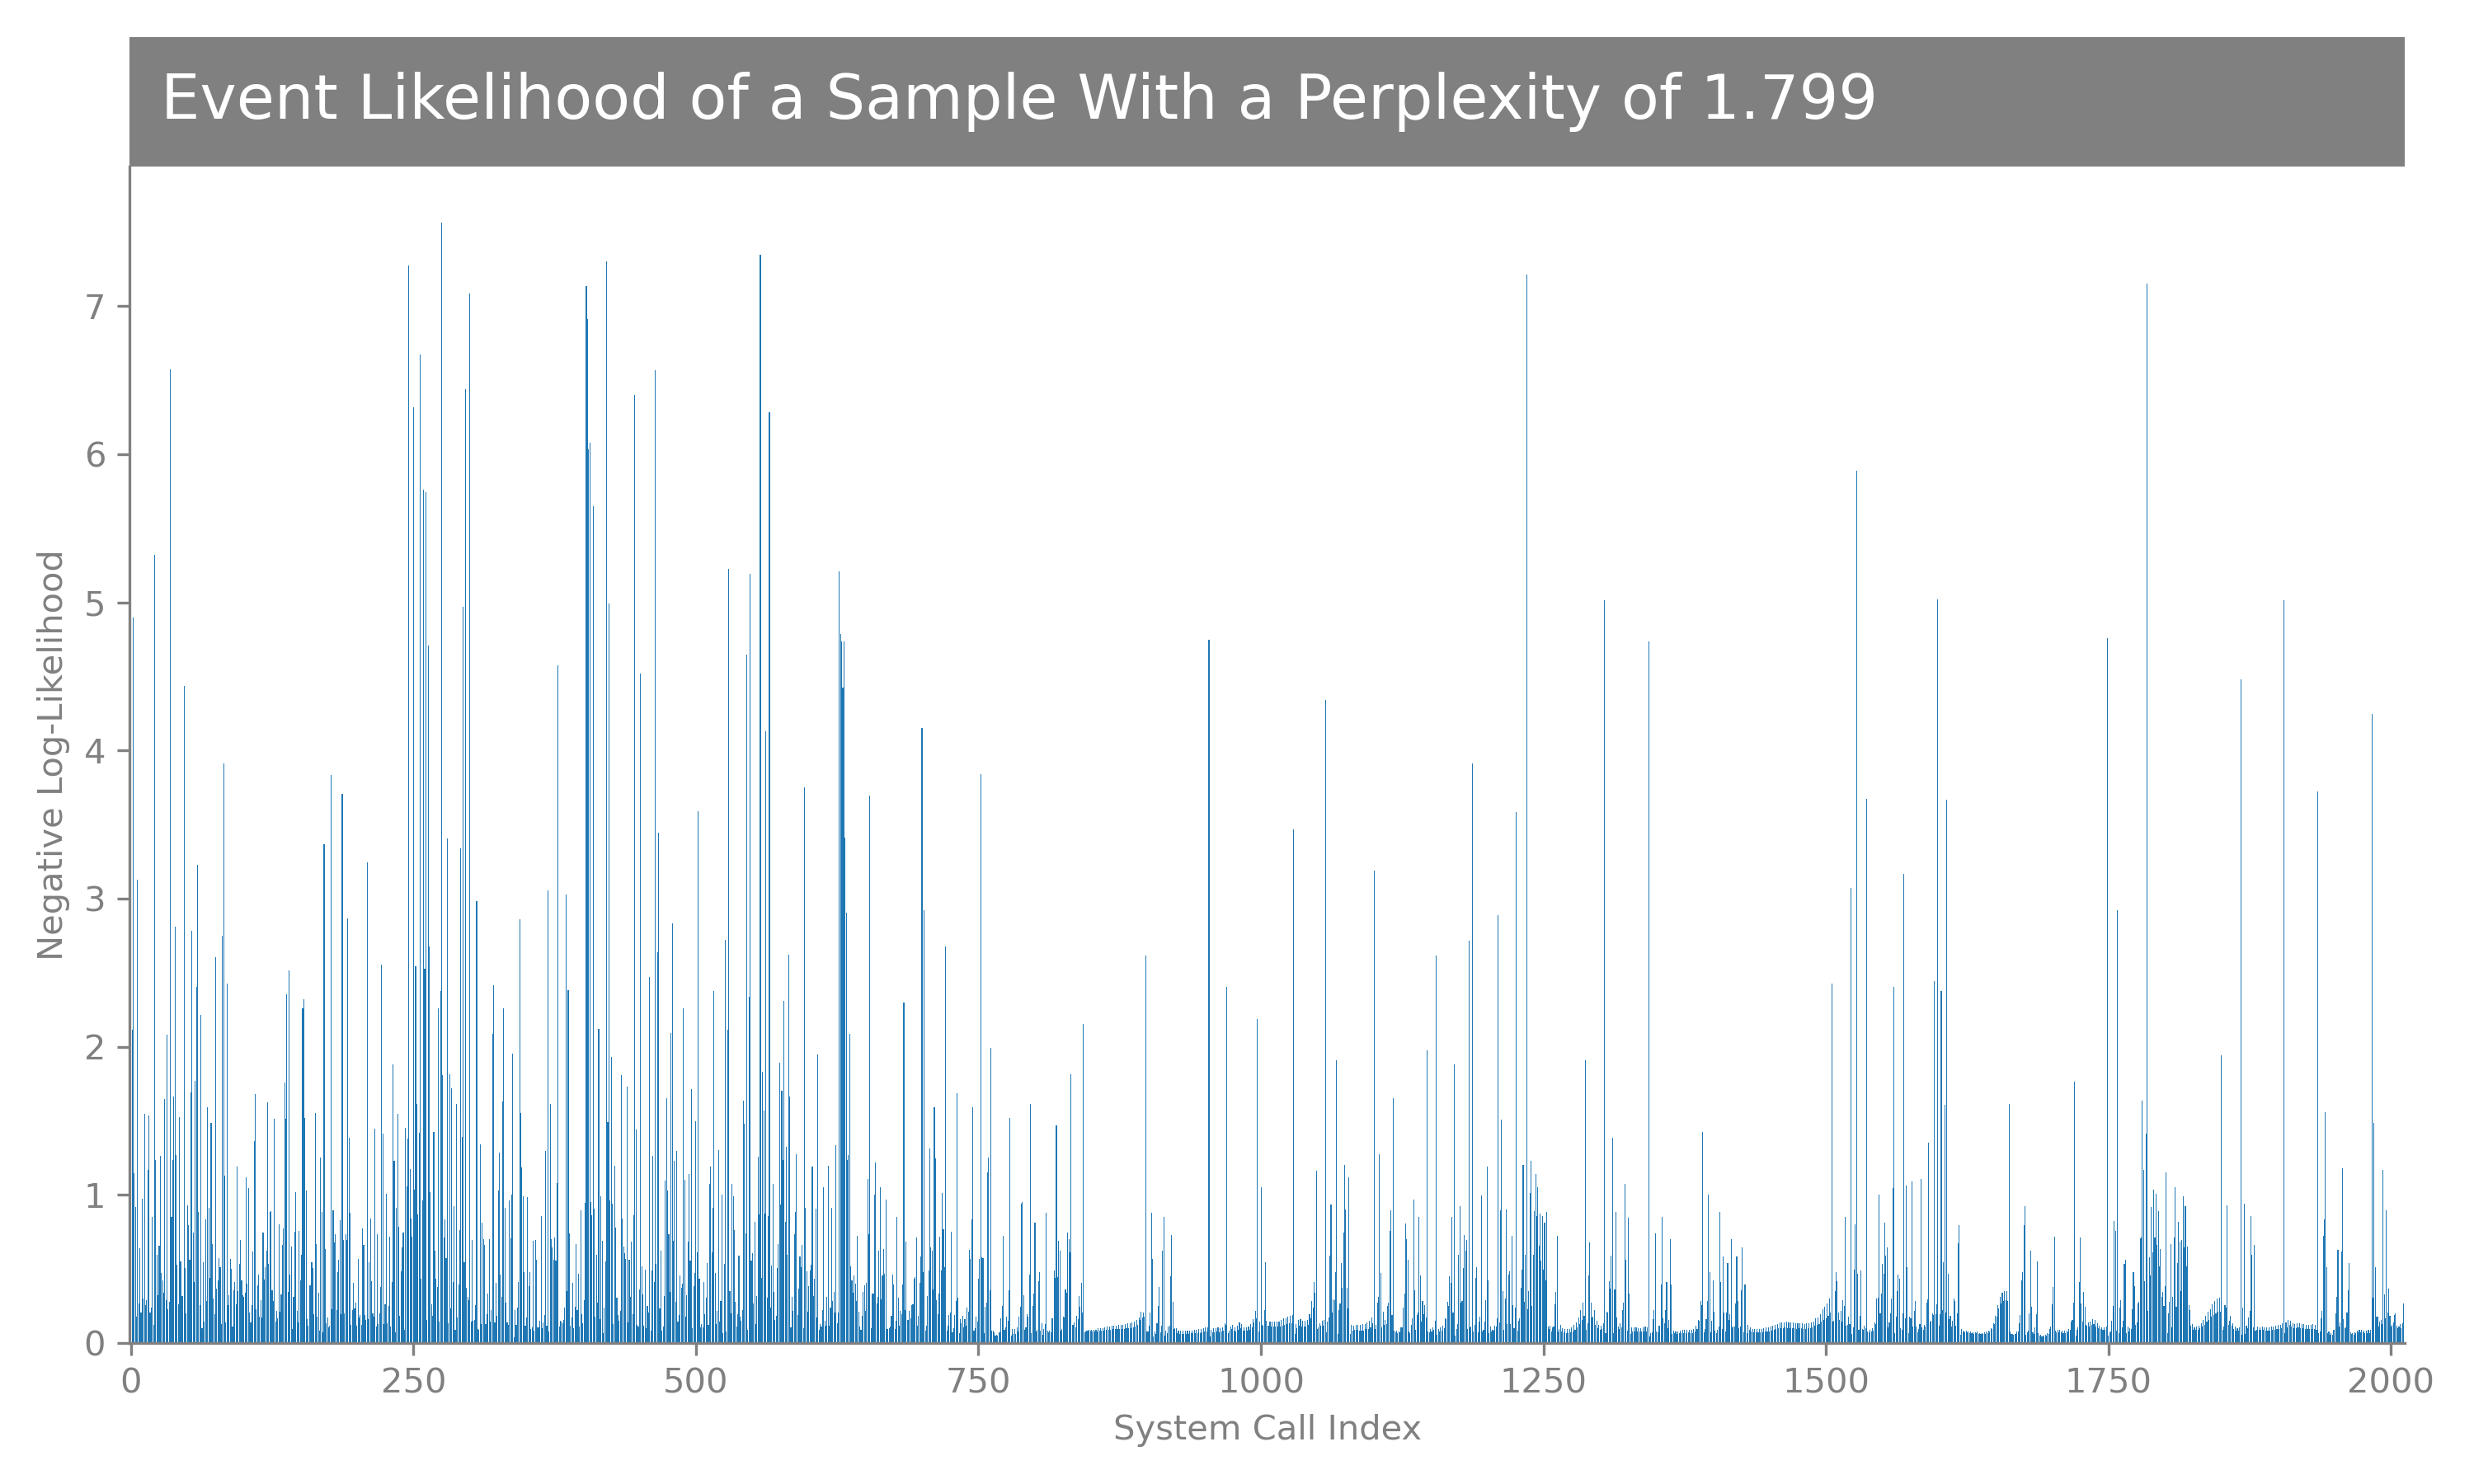 Event Likelihood of a Sample With a Perplexity of 1.799
Negative Log-Likelihood
7
6
5
4
3
2
1
0
0 250 500 750 1000 1250 1500 1750 2000
System Call Index